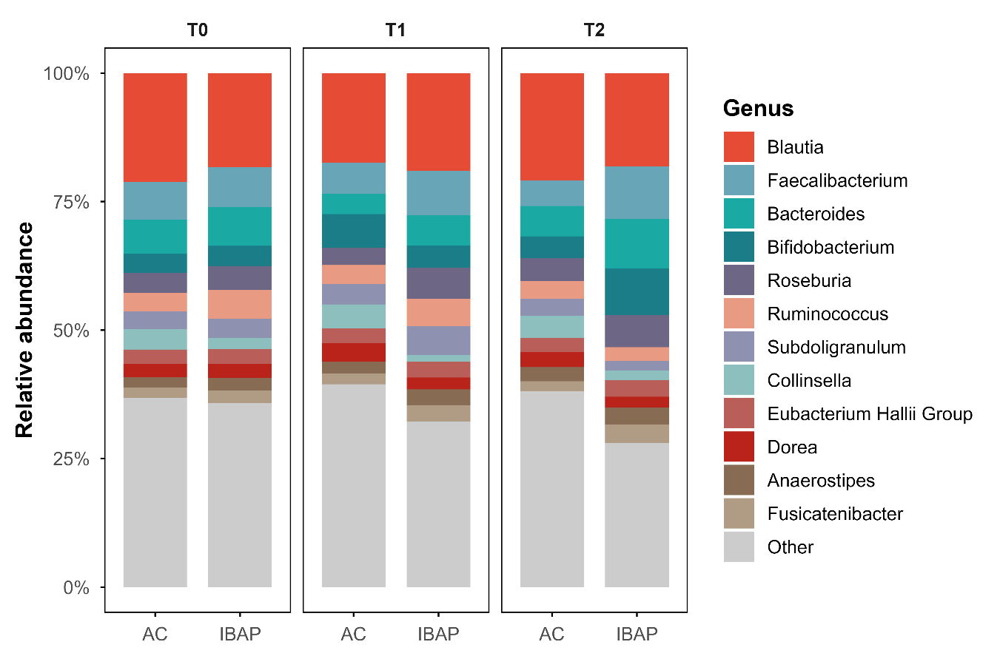 T0
T1
T2
Relative abundance
100%
75%
50%
25%
0%
AC
IBAP
AC
IBAP
AC
IBAP
Genus
Blautia
Faecalibacterium
Bacteroides
Bifidobacterium
Roseburia
Ruminococcus
Subdoligranulum
Collinsella
Eubacterium Hallii Group
Dorea
Anaerostipes
Fusicatenibacter
Other